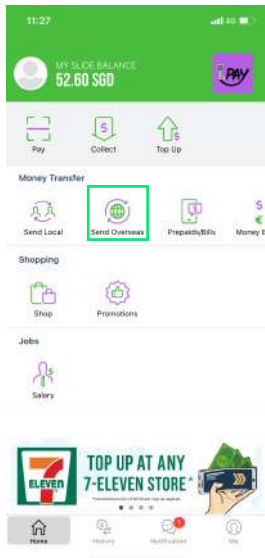 11:27
4G
MY SLIDE BALANCE
52.60 SGD
PAY
Pay
Collect
Top Up
Money Transfer
Send Local
Send Overseas
Prepaids/Bills
Money E
Shopping
Shop
Promotions
Jobs
Salary
ELEVEN
TOP UP AT ANY
7-ELEVEN STORE*
Home
History
Notification
Me